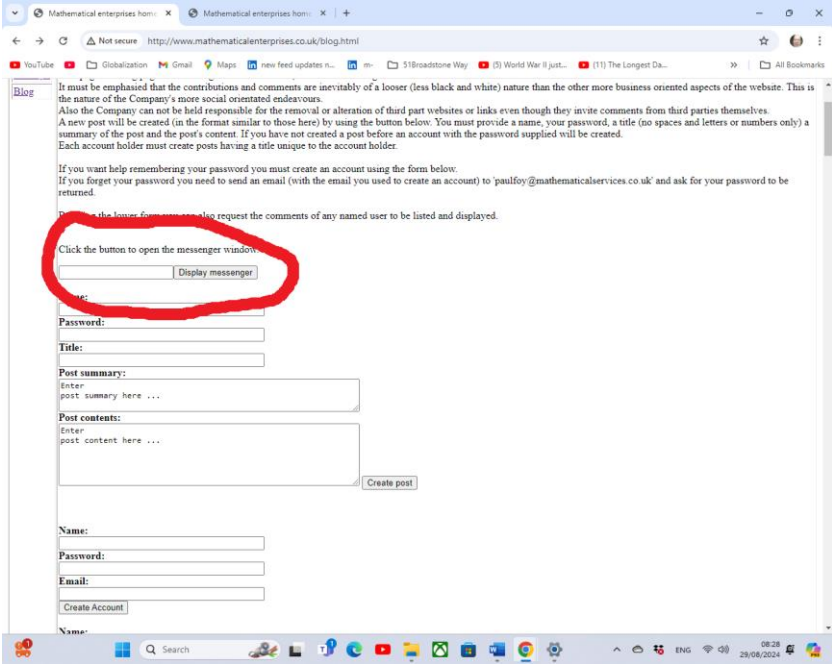 Mathematical enterprises home
Mathematical enterprises home
Not secure http://www.mathematicalenterprises.co.uk/blog.html
YouTube Globalization Gmail Maps new feed updates n... m- 51Broadstone Way (5) World War II just... (11) The Longest Da... All Bookmarks
Blog
It must be emphasied that the contributions and comments are inevitably of a looser (less black and white) nature than the other more business oriented aspects of the website. This is
the nature of the Company's more social orientated endeavours.
Also the Company can not be held responsible for the removal or alteration of third part websites or links even though they invite comments from third parties themselves.
A new post will be created (in the format similar to those here) by using the button below. You must provide a name, your password, a title (no spaces and letters or numbers only) a
summary of the post and the post's content. If you have not created a post before an account with the password supplied will be created.
Each account holder must create posts having a title unique to the account holder.
If you want help remembering your password you must create an account using the form below.
If you forget your password you need to send an email (with the email you used to create an account) to 'paulfoy@mathematicalservices.co.uk' and ask for your password to be
returned.
the lower form you can also request the comments of any named user to be listed and displayed.
Click the button to open the messenger window
Display messenger
Password:
Title:
Post summary:
Enter
post summary here ...
Post contents:
Enter
post content here ...
Create post
Name:
Password:
Email:
Create Account
Name:
Search
ENG
08:28
29/08/2024